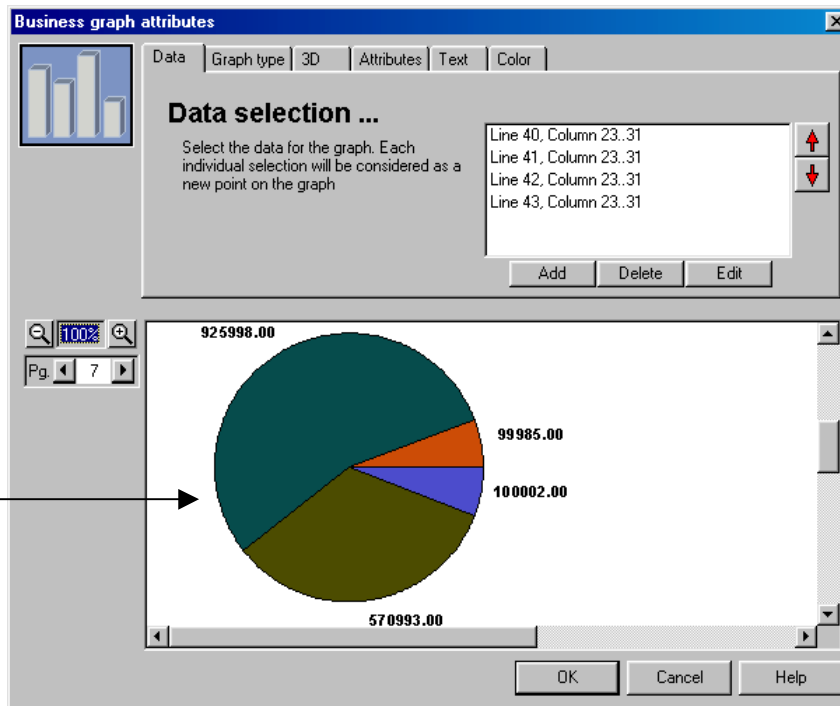 Business graph attributes
Data Graph type 3D Attributes Text Color
Data selection ...
Select the data for the graph. Each
individual selection will be considered as a
new point on the graph
Line 40, Column 23..31
Line 41, Column 23..31
Line 42, Column 23..31
Line 43, Column 23..31
Add Delete Edit
100%
Pg. 7
925998.00
99985.00
100002.00
570993.00
OK Cancel Help